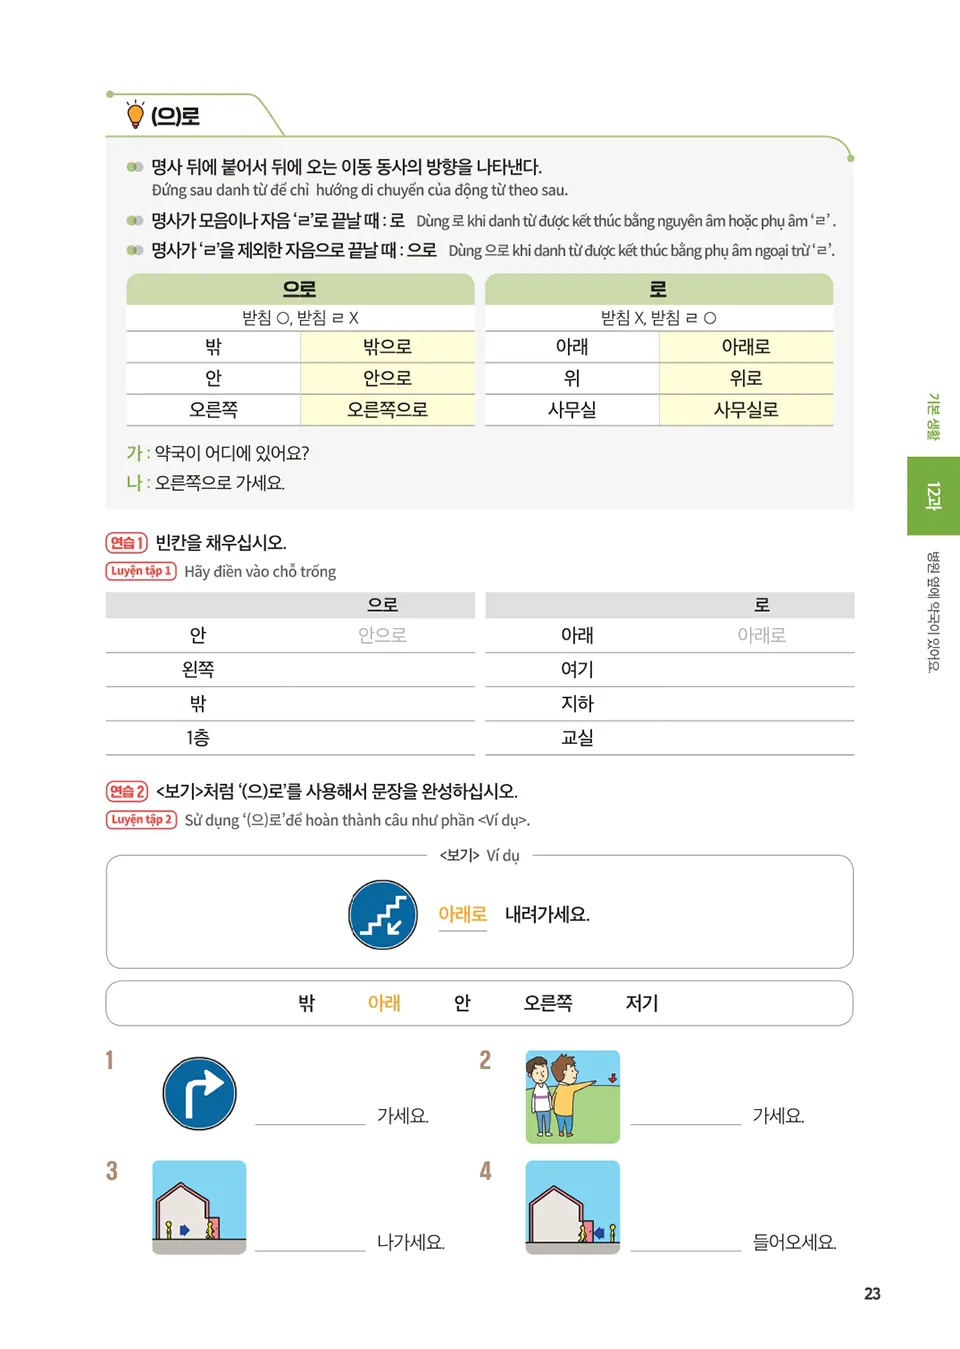 (으)로
명사 뒤에 붙어서 뒤에 오는 이동 동사의 방향을 나타낸다.
Đứng sau danh từ để chỉ hướng di chuyển của động từ theo sau.
명사가 모음이나 자음 ‘ㄹ’로 끝날 때 : 로 Dùng 로 khi danh từ được kết thúc bằng nguyên âm hoặc phụ âm ‘ㄹ’.
명사가 ‘ㄹ’을 제외한 자음으로 끝날 때 : 으로 Dùng 으로 khi danh từ được kết thúc bằng phụ âm ngoại trừ ‘ㄹ’.
으로 로
받침 O, 받침 ㄹ X 받침 X, 받침 ㄹ O
밖 밖으로 아래 아래로
안 안으로 위 위로
오른쪽 오른쪽으로 사무실 사무실로
가 : 약국이 어디에 있어요?
나 : 오른쪽으로 가세요.
연습 1 빈칸을 채우십시오.
Luyện tập 1 Hãy điền vào chỗ trống
으로 로
안 안으로 아래 아래로
왼쪽 여기
밖 지하
1층 교실
연습 2 <보기>처럼 ‘(으)로’를 사용해서 문장을 완성하십시오.
Luyện tập 2 Sử dụng ‘(으)로’để hoàn thành câu như phần <Ví dụ>.
<보기> Ví dụ
아래로 내려가세요.
밖 아래 안 오른쪽 저기
1 가세요.
2 가세요.
3 나가세요.
4 들어오세요.
기본 생활
12과
병원 옆에 약국이 있어요.
23